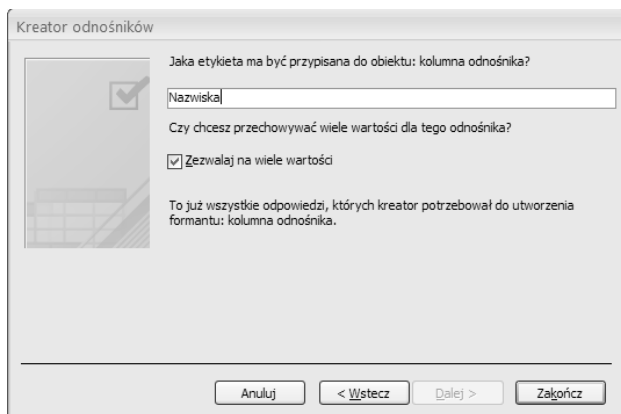 Kreator odnośników
Jaka etykieta ma być przypisana do obiektu: kolumna odnośnika?
Nazwiska
Czy chcesz przechowywać wiele wartości dla tego odnośnika?
Zezwalaj na wiele wartości
To już wszystkie odpowiedzi, których kreator potrzebował do utworzenia
formantu: kolumna odnośnika.
Anuluj
< Wstecz
Dalej >
Zakończ